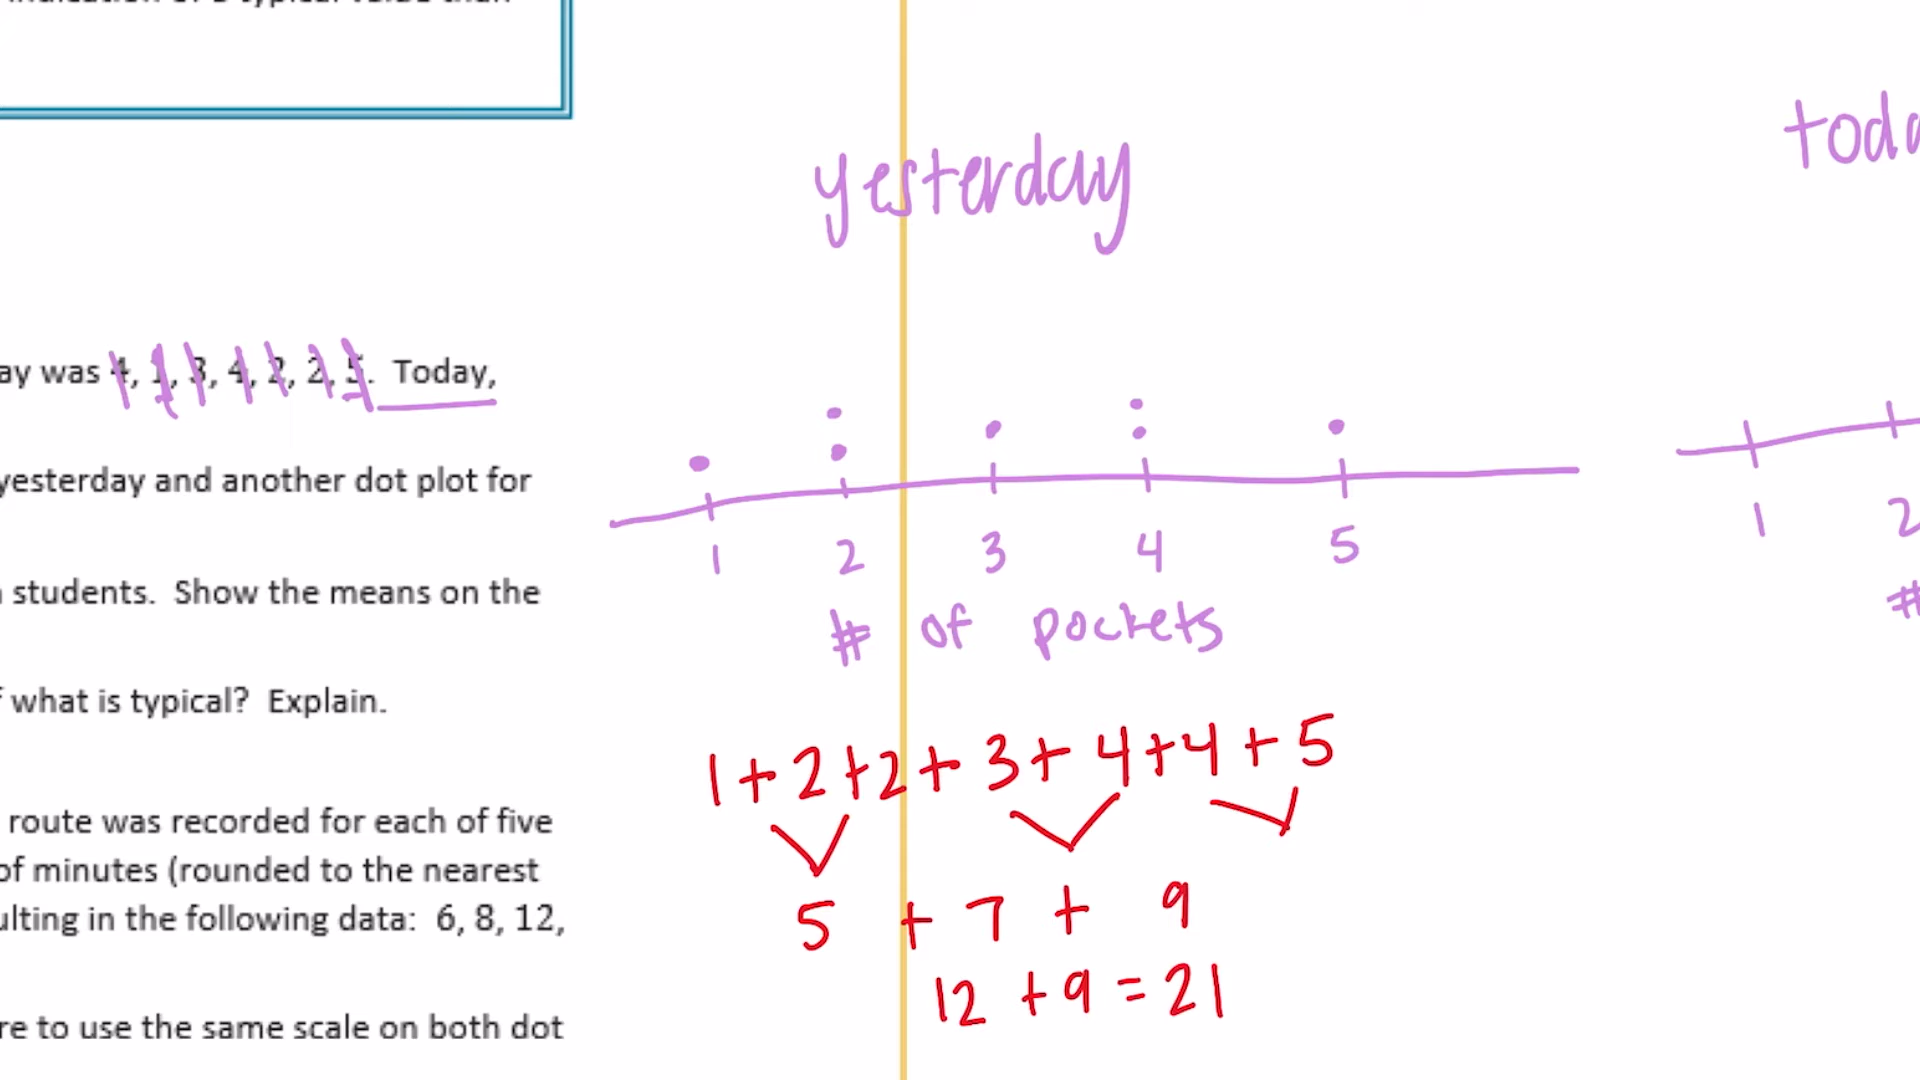 yesterday
ay was 4, 1, 3, 4, 2, 2, 5. Today,
yesterday and another dot plot for
students. Show the means on the
what is typical? Explain.
route was recorded for each of five
of minutes (rounded to the nearest
ulting in the following data: 6, 8, 12,
re to use the same scale on both dot
1 2 3 4 5
# of pockets
1+2+2+3+4+4+5
5 + 7 + 9
12 + 9 = 21
toda
1 2
#